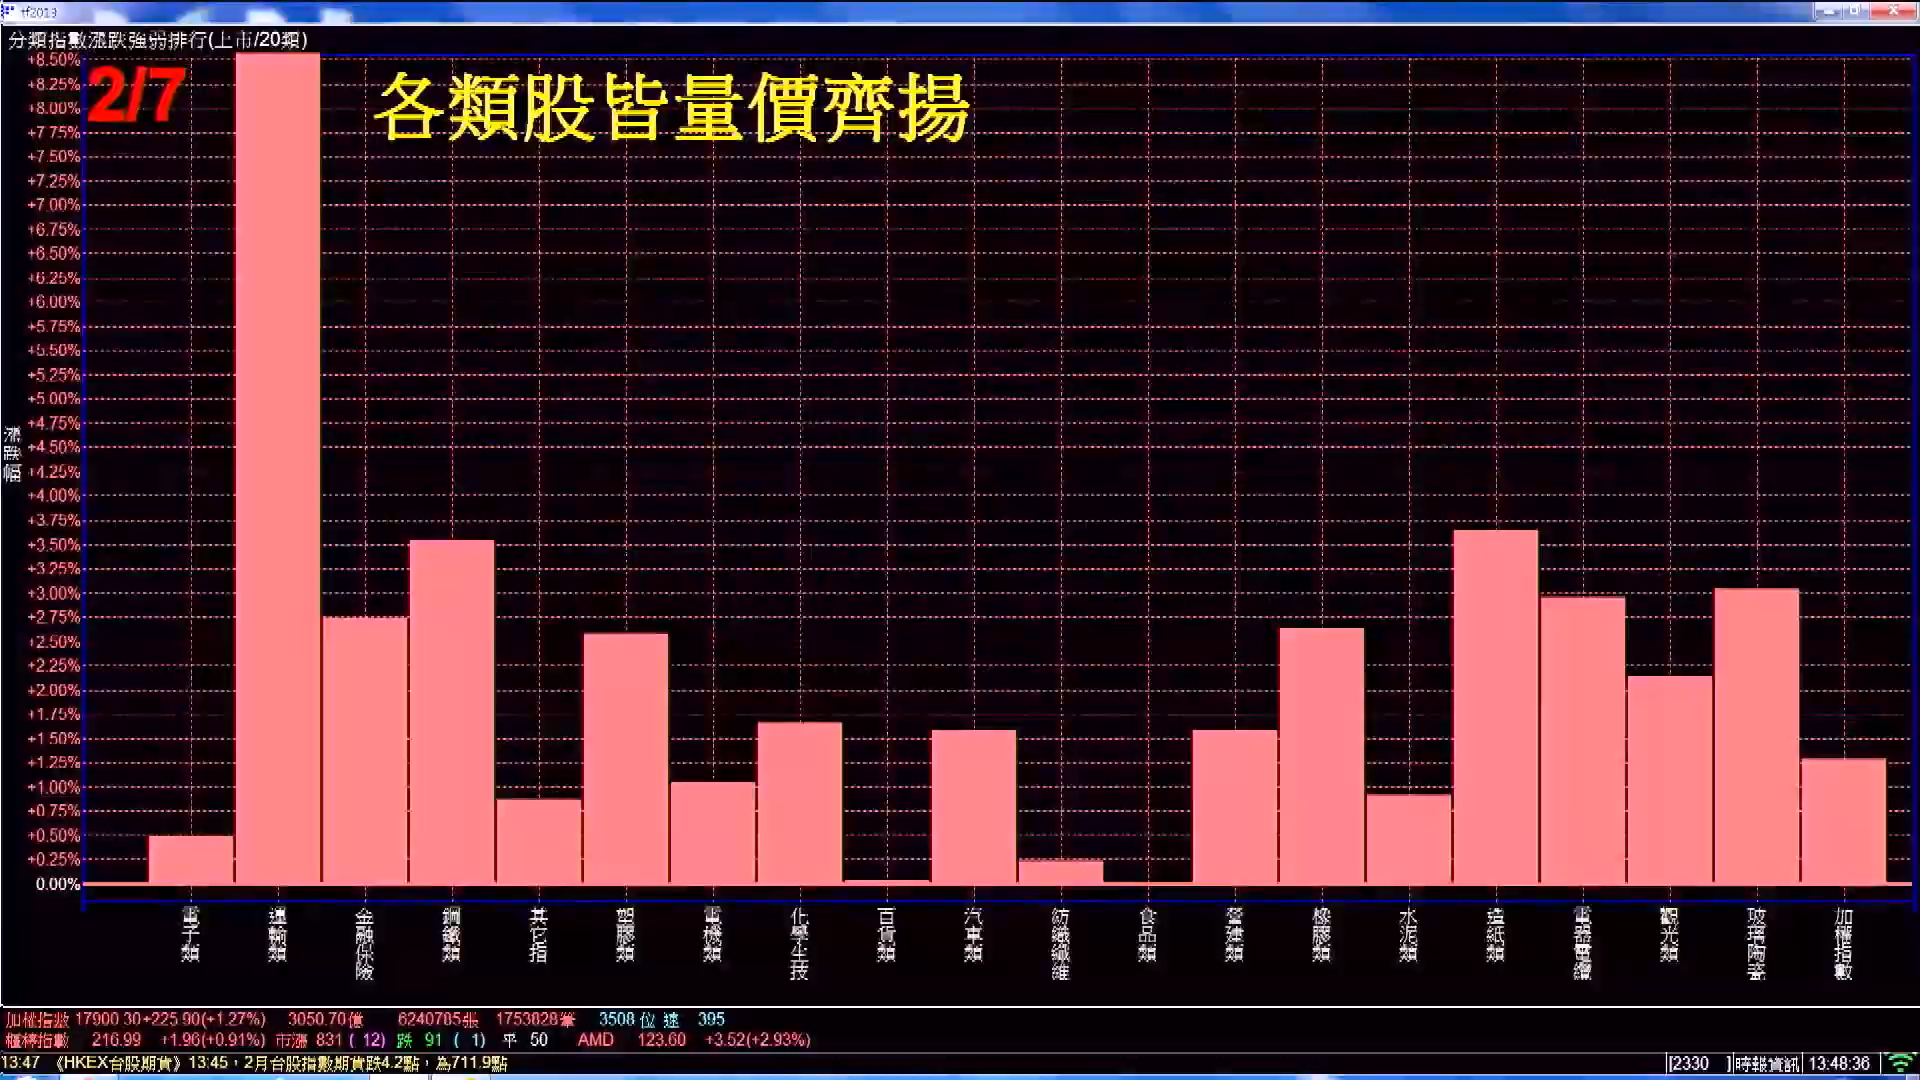 tf2013
分類指數漲跌強弱排行(上市/20類)
2/7
各類股皆量價齊揚
+8.50%
+8.25%
+8.00%
+7.75%
+7.50%
+7.25%
+7.00%
+6.75%
+6.50%
+6.25%
+6.00%
+5.75%
+5.50%
+5.25%
+5.00%
+4.75%
+4.50%
+4.25%
+4.00%
+3.75%
+3.50%
+3.25%
+3.00%
+2.75%
+2.50%
+2.25%
+2.00%
+1.75%
+1.50%
+1.25%
+1.00%
+0.75%
+0.50%
+0.25%
0.00%
漲跌幅
電子類
運輸類
金融保險
鋼鐵類
其它指
塑膠類
電機類
化學生技
百貨類
汽車類
紡織纖維
食品類
營建類
橡膠類
水泥類
造紙類
電器電纜
觀光類
玻璃陶瓷
加權指數
加權指數 17900.30+225.90(+1.27%) 3050.70億 6240785張 1753828筆 3508 位 速 395
櫃檯指數 216.99 +1.96(+0.91%) 市漲 831 ( 12) 跌 91 ( 1) 平 50 AMD 123.60 +3.52(+2.93%)
13:47 《HKEX台股期貨》13:45，2月台股指數期貨跌4.2點，為711.9點 [2330 ]時報資訊 13:48:36